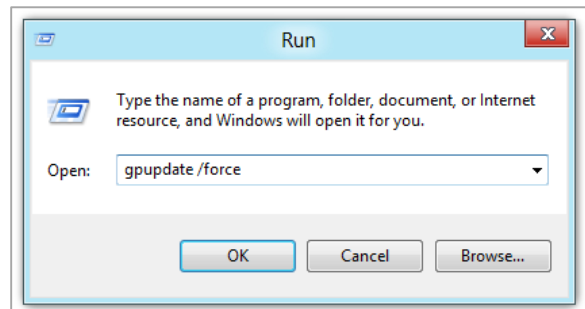 Run
Type the name of a program, folder, document, or Internet
resource, and Windows will open it for you.
Open: gpupdate /force
OK Cancel Browse...